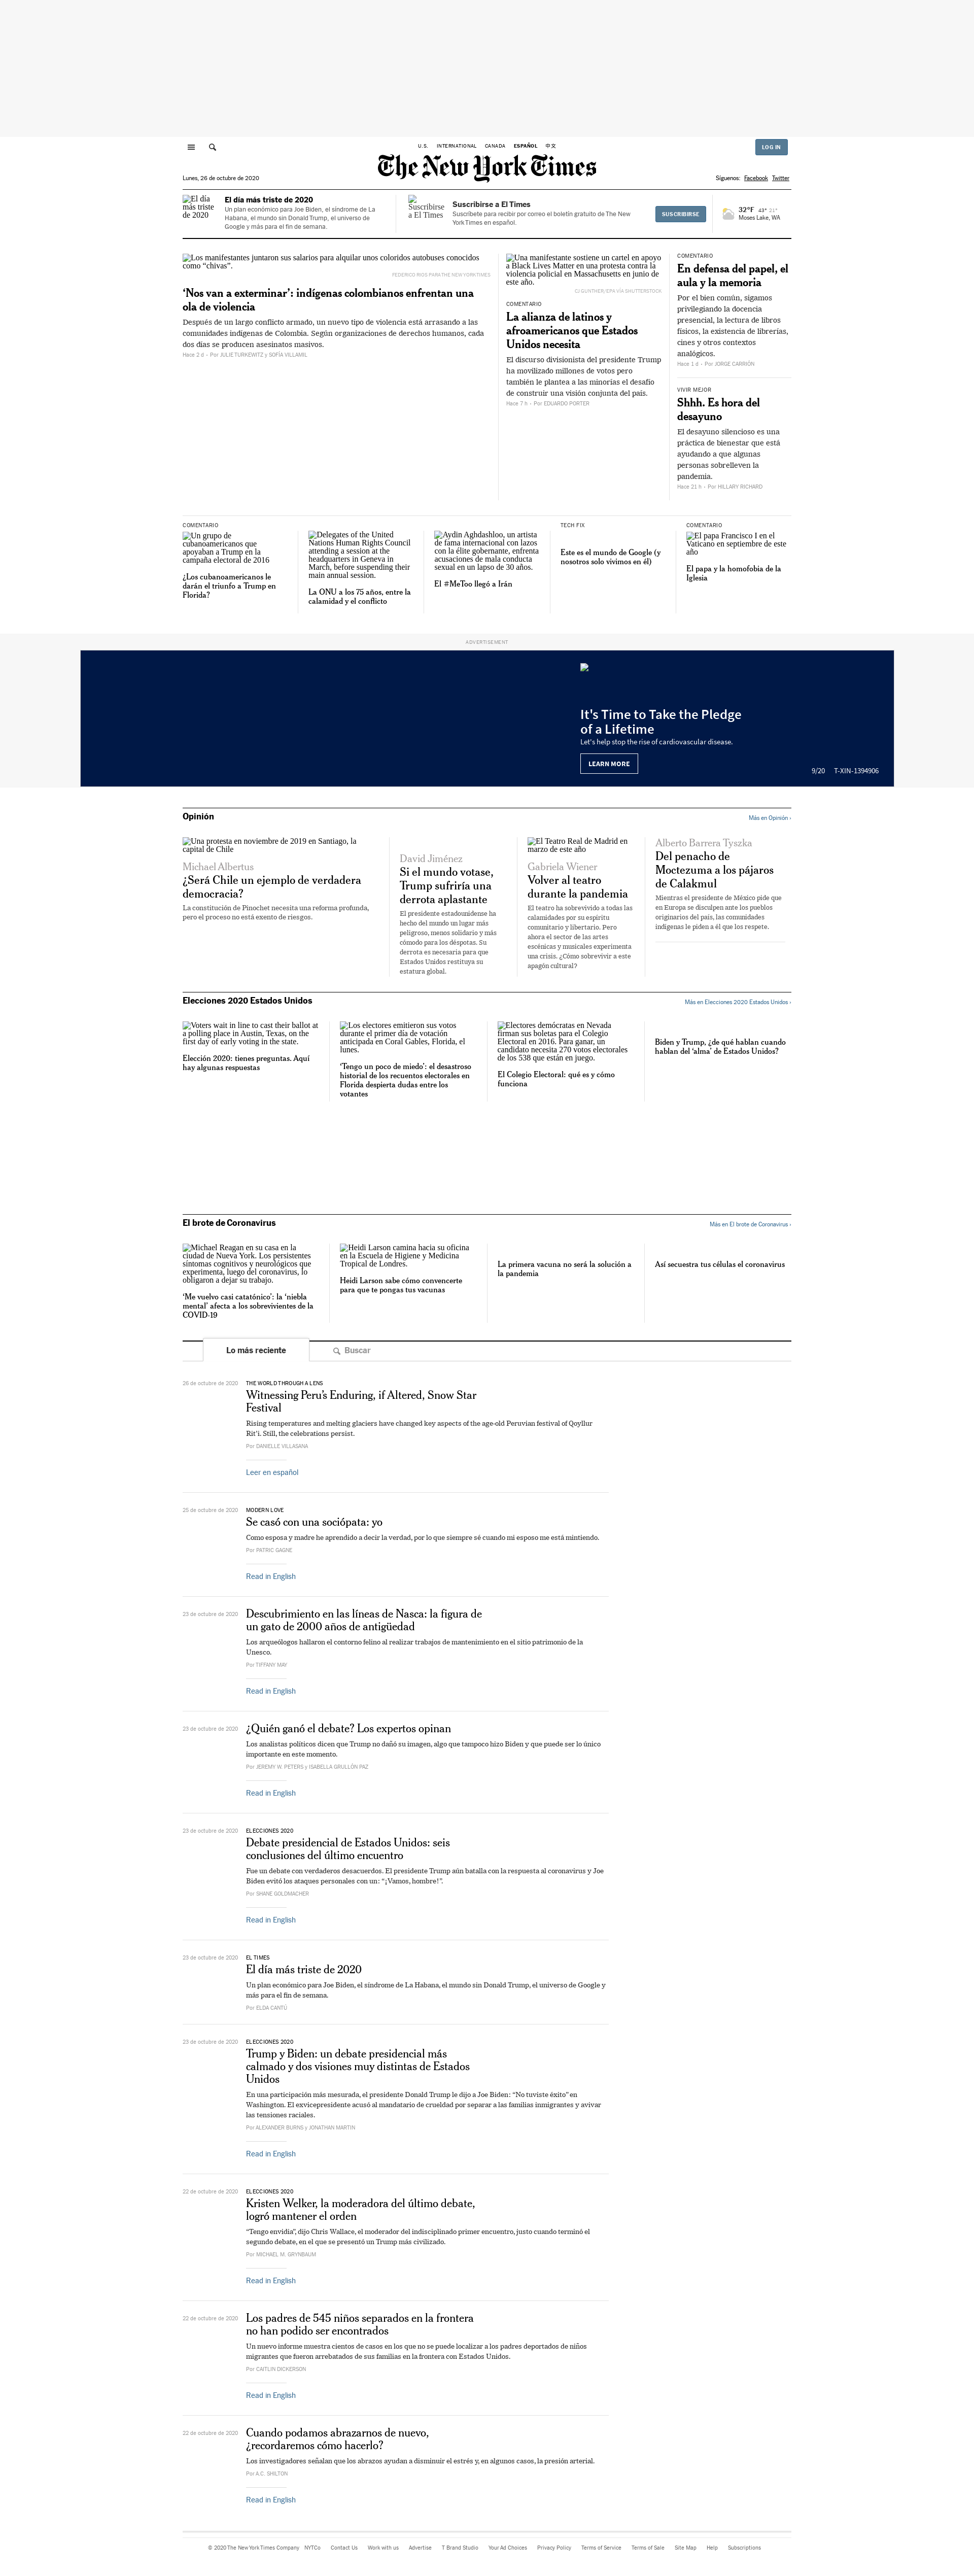 U.S. INTERNATIONAL CANADA ESPAÑOL 中文
LOG IN
The New York Times
Lunes, 26 de octubre de 2020
Síguenos: Facebook Twitter
El día
más triste
de 2020
El día más triste de 2020
Un plan económico para Joe Biden, el síndrome de La
Habana, el mundo sin Donald Trump, el universo de
Google y más para el fin de semana.
Suscribirse
a El Times
Suscribirse a El Times
Suscríbete para recibir por correo el boletín gratuito de The New
York Times en español.
SUSCRIBIRSE
32°F 43° 31°
Moses Lake, WA
Los manifestantes juntaron sus salarios para alquilar unos coloridos autobuses conocidos
como “chivas”.
FEDERICO RIOS PARA THE NEW YORK TIMES
‘Nos van a exterminar’: indígenas colombianos enfrentan una
ola de violencia
Después de un largo conflicto armado, un nuevo tipo de violencia está arrasando a las
comunidades indígenas de Colombia. Según organizaciones de derechos humanos, cada
dos días se producen asesinatos masivos.
Hace 2 d - Por JULIE TURKEWITZ y SOFÍA VILLAMIL
Una manifestante sostiene un cartel en apoyo
a Black Lives Matter en una protesta contra la
violencia policial en Massachusetts en junio de
este año.
CJ GUNTHER/EPA VÍA SHUTTERSTOCK
COMENTARIO
La alianza de latinos y
afroamericanos que Estados
Unidos necesita
El discurso divisionista del presidente Trump
ha movilizado millones de votos pero
también le plantea a las minorías el desafío
de construir una visión conjunta del país.
Hace 7 h - Por EDUARDO PORTER
COMENTARIO
En defensa del papel, el
aula y la memoria
Por el bien común, sigamos
privilegiando la docencia
presencial, la lectura de libros
físicos, la existencia de librerías,
cines y otros contextos
analógicos.
Hace 1 d - Por JORGE CARRIÓN
VIVIR MEJOR
Shhh. Es hora del
desayuno
El desayuno silencioso es una
práctica de bienestar que está
ayudando a que algunas
personas sobrelleven la
pandemia.
Hace 21 h - Por HILLARY RICHARD
COMENTARIO
Un grupo de
cubanoamericanos que
apoyaban a Trump en la
campaña electoral de 2016
¿Los cubanoamericanos le
darán el triunfo a Trump en
Florida?
Delegates of the United
Nations Human Rights Council
attending a session at the
headquarters in Geneva in
March, before suspending their
main annual session.
La ONU a los 75 años, entre la
calamidad y el conflicto
Aydin Aghdashloo, un artista
de fama internacional con lazos
con la élite gobernante, enfrenta
acusaciones de mala conducta
sexual en un lapso de 30 años.
El #MeToo llegó a Irán
TECH FIX
Este es el mundo de Google (y
nosotros solo vivimos en él)
COMENTARIO
El papa Francisco I en el
Vaticano en septiembre de este
año
El papa y la homofobia de la
Iglesia
ADVERTISEMENT
It's Time to Take the Pledge
of a Lifetime
Let's help stop the rise of cardiovascular disease.
LEARN MORE
9/20 T-XIN-1394906
Opinión
Más en Opinión ›
Una protesta en noviembre de 2019 en Santiago, la
capital de Chile
Michael Albertus
¿Será Chile un ejemplo de verdadera
democracia?
La constitución de Pinochet necesita una reforma profunda,
pero el proceso no está exento de riesgos.
David Jiménez
Si el mundo votase,
Trump sufriría una
derrota aplastante
El presidente estadounidense ha
hecho del mundo un lugar más
peligroso, menos solidario y más
cómodo para los déspotas. Su
derrota es necesaria para que
Estados Unidos restituya su
estatura global.
El Teatro Real de Madrid en
marzo de este año
Gabriela Wiener
Volver al teatro
durante la pandemia
El teatro ha sobrevivido a todas las
calamidades por su espíritu
comunitario y libertario. Pero
ahora el sector de las artes
escénicas y musicales experimenta
una crisis. ¿Cómo sobrevivir a este
apagón cultural?
Alberto Barrera Tyszka
Del penacho de
Moctezuma a los pájaros
de Calakmul
Mientras el presidente de México pide que
en Europa se disculpen ante los pueblos
originarios del país, las comunidades
indígenas le piden a él que los respete.
Elecciones 2020 Estados Unidos
Más en Elecciones 2020 Estados Unidos ›
Voters wait in line to cast their ballot at
a polling place in Austin, Texas, on the
first day of early voting in the state.
Elección 2020: tienes preguntas. Aquí
hay algunas respuestas
Los electores emitieron sus votos
durante el primer día de votación
anticipada en Coral Gables, Florida, el
lunes.
‘Tengo un poco de miedo’: el desastroso
historial de los recuentos electorales en
Florida despierta dudas entre los
votantes
Electores demócratas en Nevada
firman sus boletas para el Colegio
Electoral en 2016. Para ganar, un
candidato necesita 270 votos electorales
de los 538 que están en juego.
El Colegio Electoral: qué es y cómo
funciona
Biden y Trump, ¿de qué hablan cuando
hablan del ‘alma’ de Estados Unidos?
El brote de Coronavirus
Más en El brote de Coronavirus ›
Michael Reagan en su casa en la
ciudad de Nueva York. Los persistentes
síntomas cognitivos y neurológicos que
experimenta, luego del coronavirus, lo
obligaron a dejar su trabajo.
‘Me vuelvo casi catatónico’: la ‘niebla
mental’ afecta a los sobrevivientes de la
COVID-19
Heidi Larson camina hacia su oficina
en la Escuela de Higiene y Medicina
Tropical de Londres.
Heidi Larson sabe cómo convencerte
para que te pongas tus vacunas
La primera vacuna no será la solución a
la pandemia
Así secuestra tus células el coronavirus
Lo más reciente
Buscar
26 de octubre de 2020
THE WORLD THROUGH A LENS
Witnessing Peru’s Enduring, if Altered, Snow Star
Festival
Rising temperatures and melting glaciers have changed key aspects of the age-old Peruvian festival of Qoyllur
Rit’i. Still, the celebrations persist.
Por DANIELLE VILLASANA
Leer en español
25 de octubre de 2020
MODERN LOVE
Se casó con una sociópata: yo
Como esposa y madre he aprendido a decir la verdad, por lo que siempre sé cuando mi esposo me está mintiendo.
Por PATRIC GAGNE
Read in English
23 de octubre de 2020
Descubrimiento en las líneas de Nasca: la figura de
un gato de 2000 años de antigüedad
Los arqueólogos hallaron el contorno felino al realizar trabajos de mantenimiento en el sitio patrimonio de la
Unesco.
Por TIFFANY MAY
Read in English
23 de octubre de 2020
¿Quién ganó el debate? Los expertos opinan
Los analistas políticos dicen que Trump no dañó su imagen, algo que tampoco hizo Biden y que puede ser lo único
importante en este momento.
Por JEREMY W. PETERS y ISABELLA GRULLÓN PAZ
Read in English
23 de octubre de 2020
ELECCIONES 2020
Debate presidencial de Estados Unidos: seis
conclusiones del último encuentro
Fue un debate con verdaderos desacuerdos. El presidente Trump aún batalla con la respuesta al coronavirus y Joe
Biden evitó los ataques personales con un: “¡Vamos, hombre!”.
Por SHANE GOLDMACHER
Read in English
23 de octubre de 2020
EL TIMES
El día más triste de 2020
Un plan económico para Joe Biden, el síndrome de La Habana, el mundo sin Donald Trump, el universo de Google y
más para el fin de semana.
Por ELDA CANTÚ
23 de octubre de 2020
ELECCIONES 2020
Trump y Biden: un debate presidencial más
calmado y dos visiones muy distintas de Estados
Unidos
En una participación más mesurada, el presidente Donald Trump le dijo a Joe Biden: “No tuviste éxito” en
Washington. El exvicepresidente acusó al mandatario de crueldad por separar a las familias inmigrantes y avivar
las tensiones raciales.
Por ALEXANDER BURNS y JONATHAN MARTIN
Read in English
22 de octubre de 2020
ELECCIONES 2020
Kristen Welker, la moderadora del último debate,
logró mantener el orden
“Tengo envidia”, dijo Chris Wallace, el moderador del indisciplinado primer encuentro, justo cuando terminó el
segundo debate, en el que se presentó un Trump más civilizado.
Por MICHAEL M. GRYNBAUM
Read in English
22 de octubre de 2020
Los padres de 545 niños separados en la frontera
no han podido ser encontrados
Un nuevo informe muestra cientos de casos en los que no se puede localizar a los padres deportados de niños
migrantes que fueron arrebatados de sus familias en la frontera con Estados Unidos.
Por CAITLIN DICKERSON
Read in English
22 de octubre de 2020
Cuando podamos abrazarnos de nuevo,
¿recordaremos cómo hacerlo?
Los investigadores señalan que los abrazos ayudan a disminuir el estrés y, en algunos casos, la presión arterial.
Por A.C. SHILTON
Read in English
© 2020 The New York Times Company NYTCo Contact Us Work with us Advertise T Brand Studio Your Ad Choices Privacy Policy Terms of Service Terms of Sale Site Map Help Subscriptions